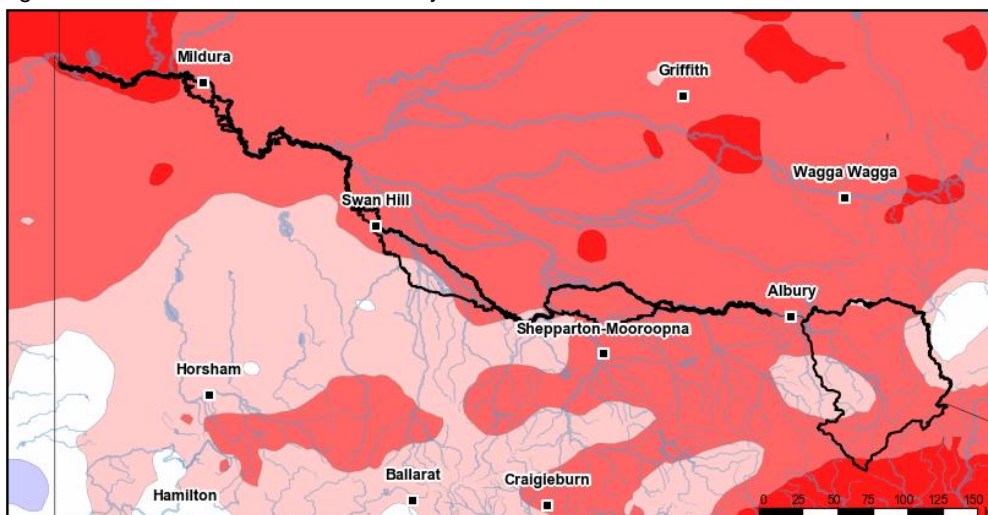 Mildura
Griffith
Wagga Wagga
Swan Hill
Albury
Shepparton-Mooroopna
Horsham
Ballarat
Craigieburn
Hamilton
0 25 50 75 100 125 150